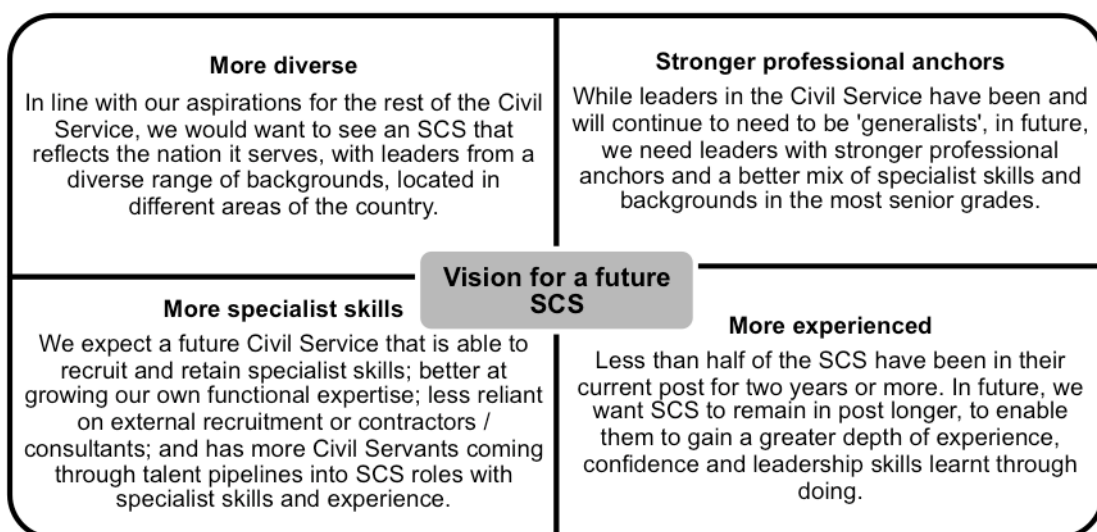 More diverse
In line with our aspirations for the rest of the Civil
Service, we would want to see an SCS that
reflects the nation it serves, with leaders from a
diverse range of backgrounds, located in
different areas of the country.
Stronger professional anchors
While leaders in the Civil Service have been and
will continue to need to be 'generalists', in future,
we need leaders with stronger professional
anchors and a better mix of specialist skills and
backgrounds in the most senior grades.
Vision for a future
SCS
More specialist skills
We expect a future Civil Service that is able to
recruit and retain specialist skills; better at
growing our own functional expertise; less reliant
on external recruitment or contractors /
consultants; and has more Civil Servants coming
through talent pipelines into SCS roles with
specialist skills and experience.
More experienced
Less than half of the SCS have been in their
current post for two years or more. In future, we
want SCS to remain in post longer, to enable
them to gain a greater depth of experience,
confidence and leadership skills learnt through
doing.